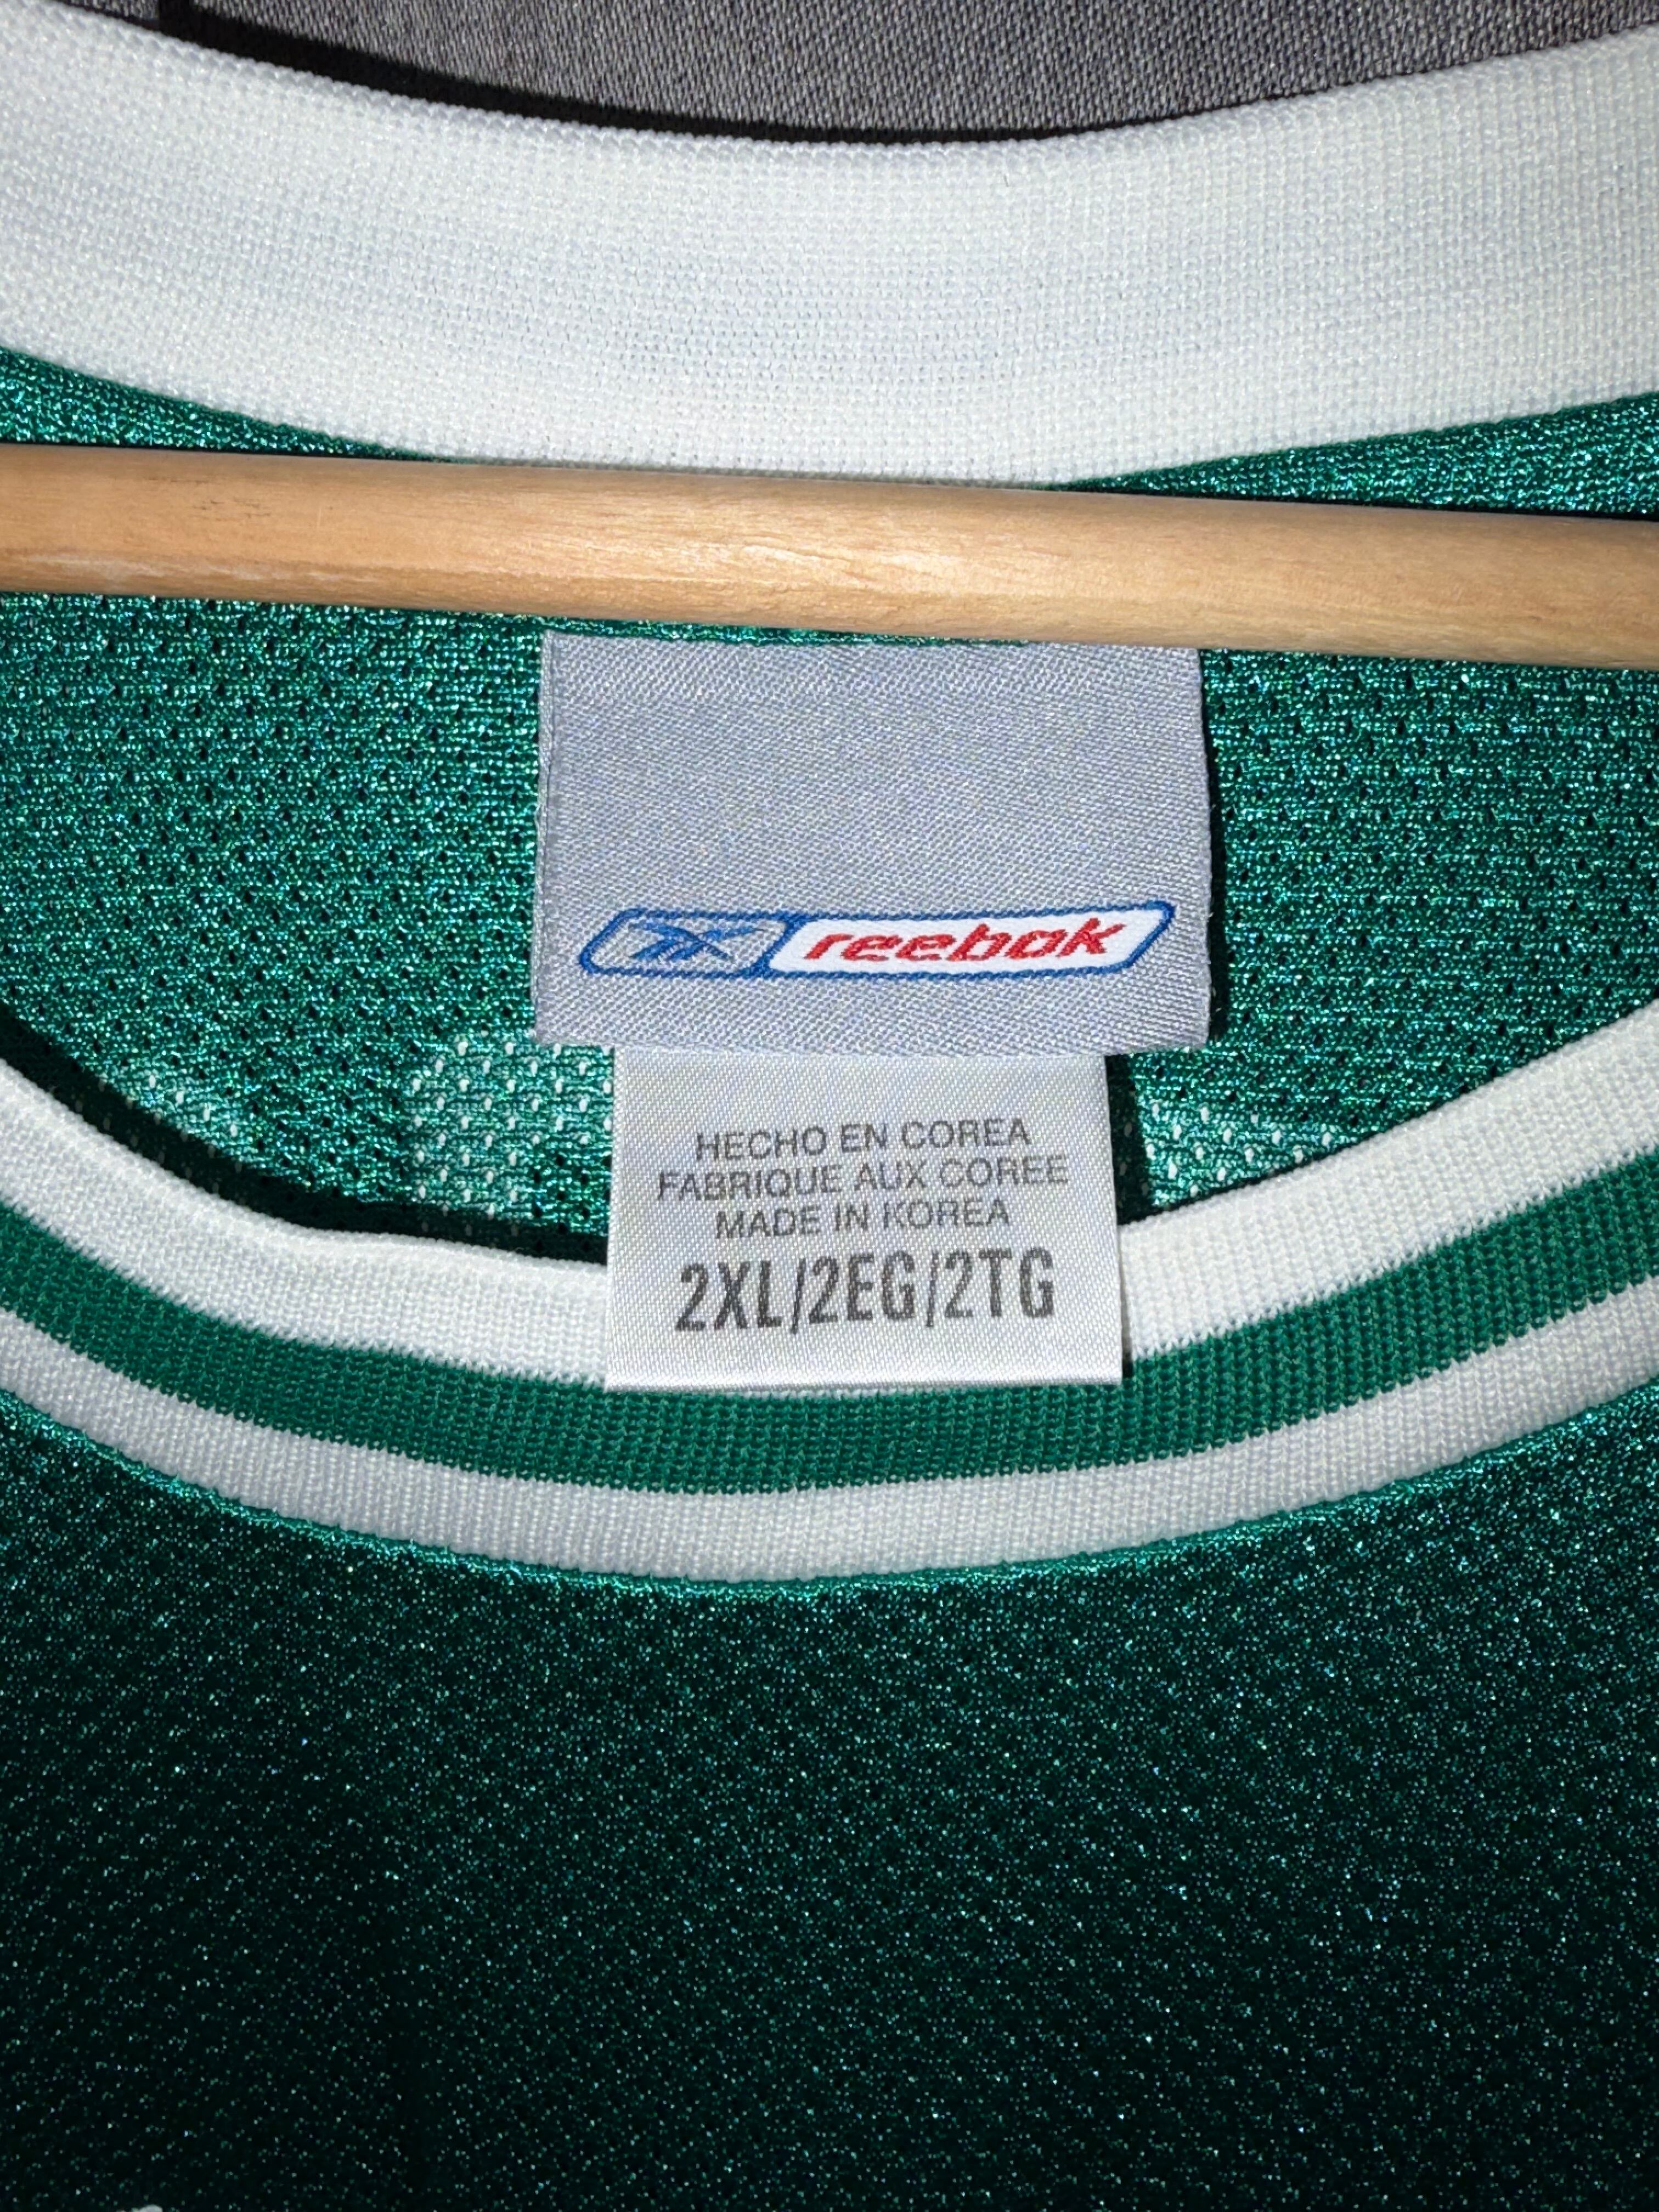 reebok
HECHO EN COREA
FABRIQUE AUX COREE
MADE IN KOREA
2XL/2EG/2TG